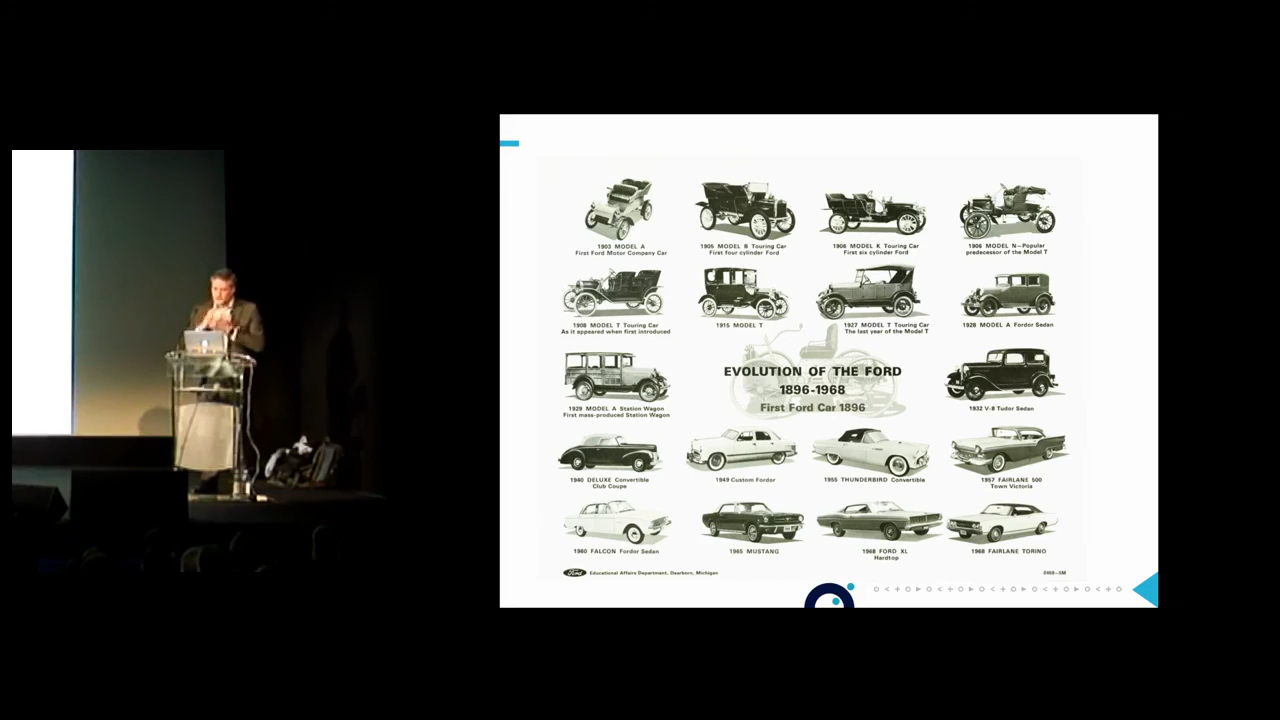 1903 MODEL A
First Ford Motor Company Car
1905 MODEL B Touring Car
First four cylinder Ford
1906 MODEL K Touring Car
First six cylinder Ford
1906 MODEL N—Popular
predecessor of the Model T
1908 MODEL T Touring Car
As it appeared when first introduced
1915 MODEL T
1927 MODEL T Touring Car
The last year of the Model T
1928 MODEL A Fordor Sedan
1929 MODEL A Station Wagon
First mass-produced Station Wagon
EVOLUTION OF THE FORD
1896-1968
First Ford Car 1896
1932 V-8 Tudor Sedan
1940 DELUXE Convertible
Club Coupe
1949 Custom Fordor
1955 THUNDERBIRD Convertible
1957 FAIRLANE 500
Town Victoria
1960 FALCON Fordor Sedan
1965 MUSTANG
1968 FORD XL
Hardtop
1968 FAIRLANE TORINO
Ford Educational Affairs Department, Dearborn, Michigan